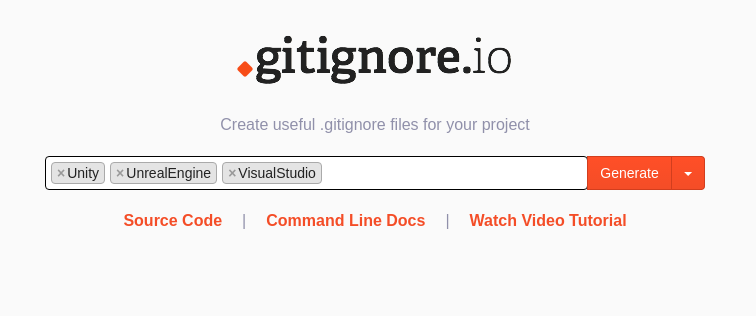 .gitignore.io
Create useful .gitignore files for your project
×Unity ×UnrealEngine ×VisualStudio Generate
Source Code | Command Line Docs | Watch Video Tutorial